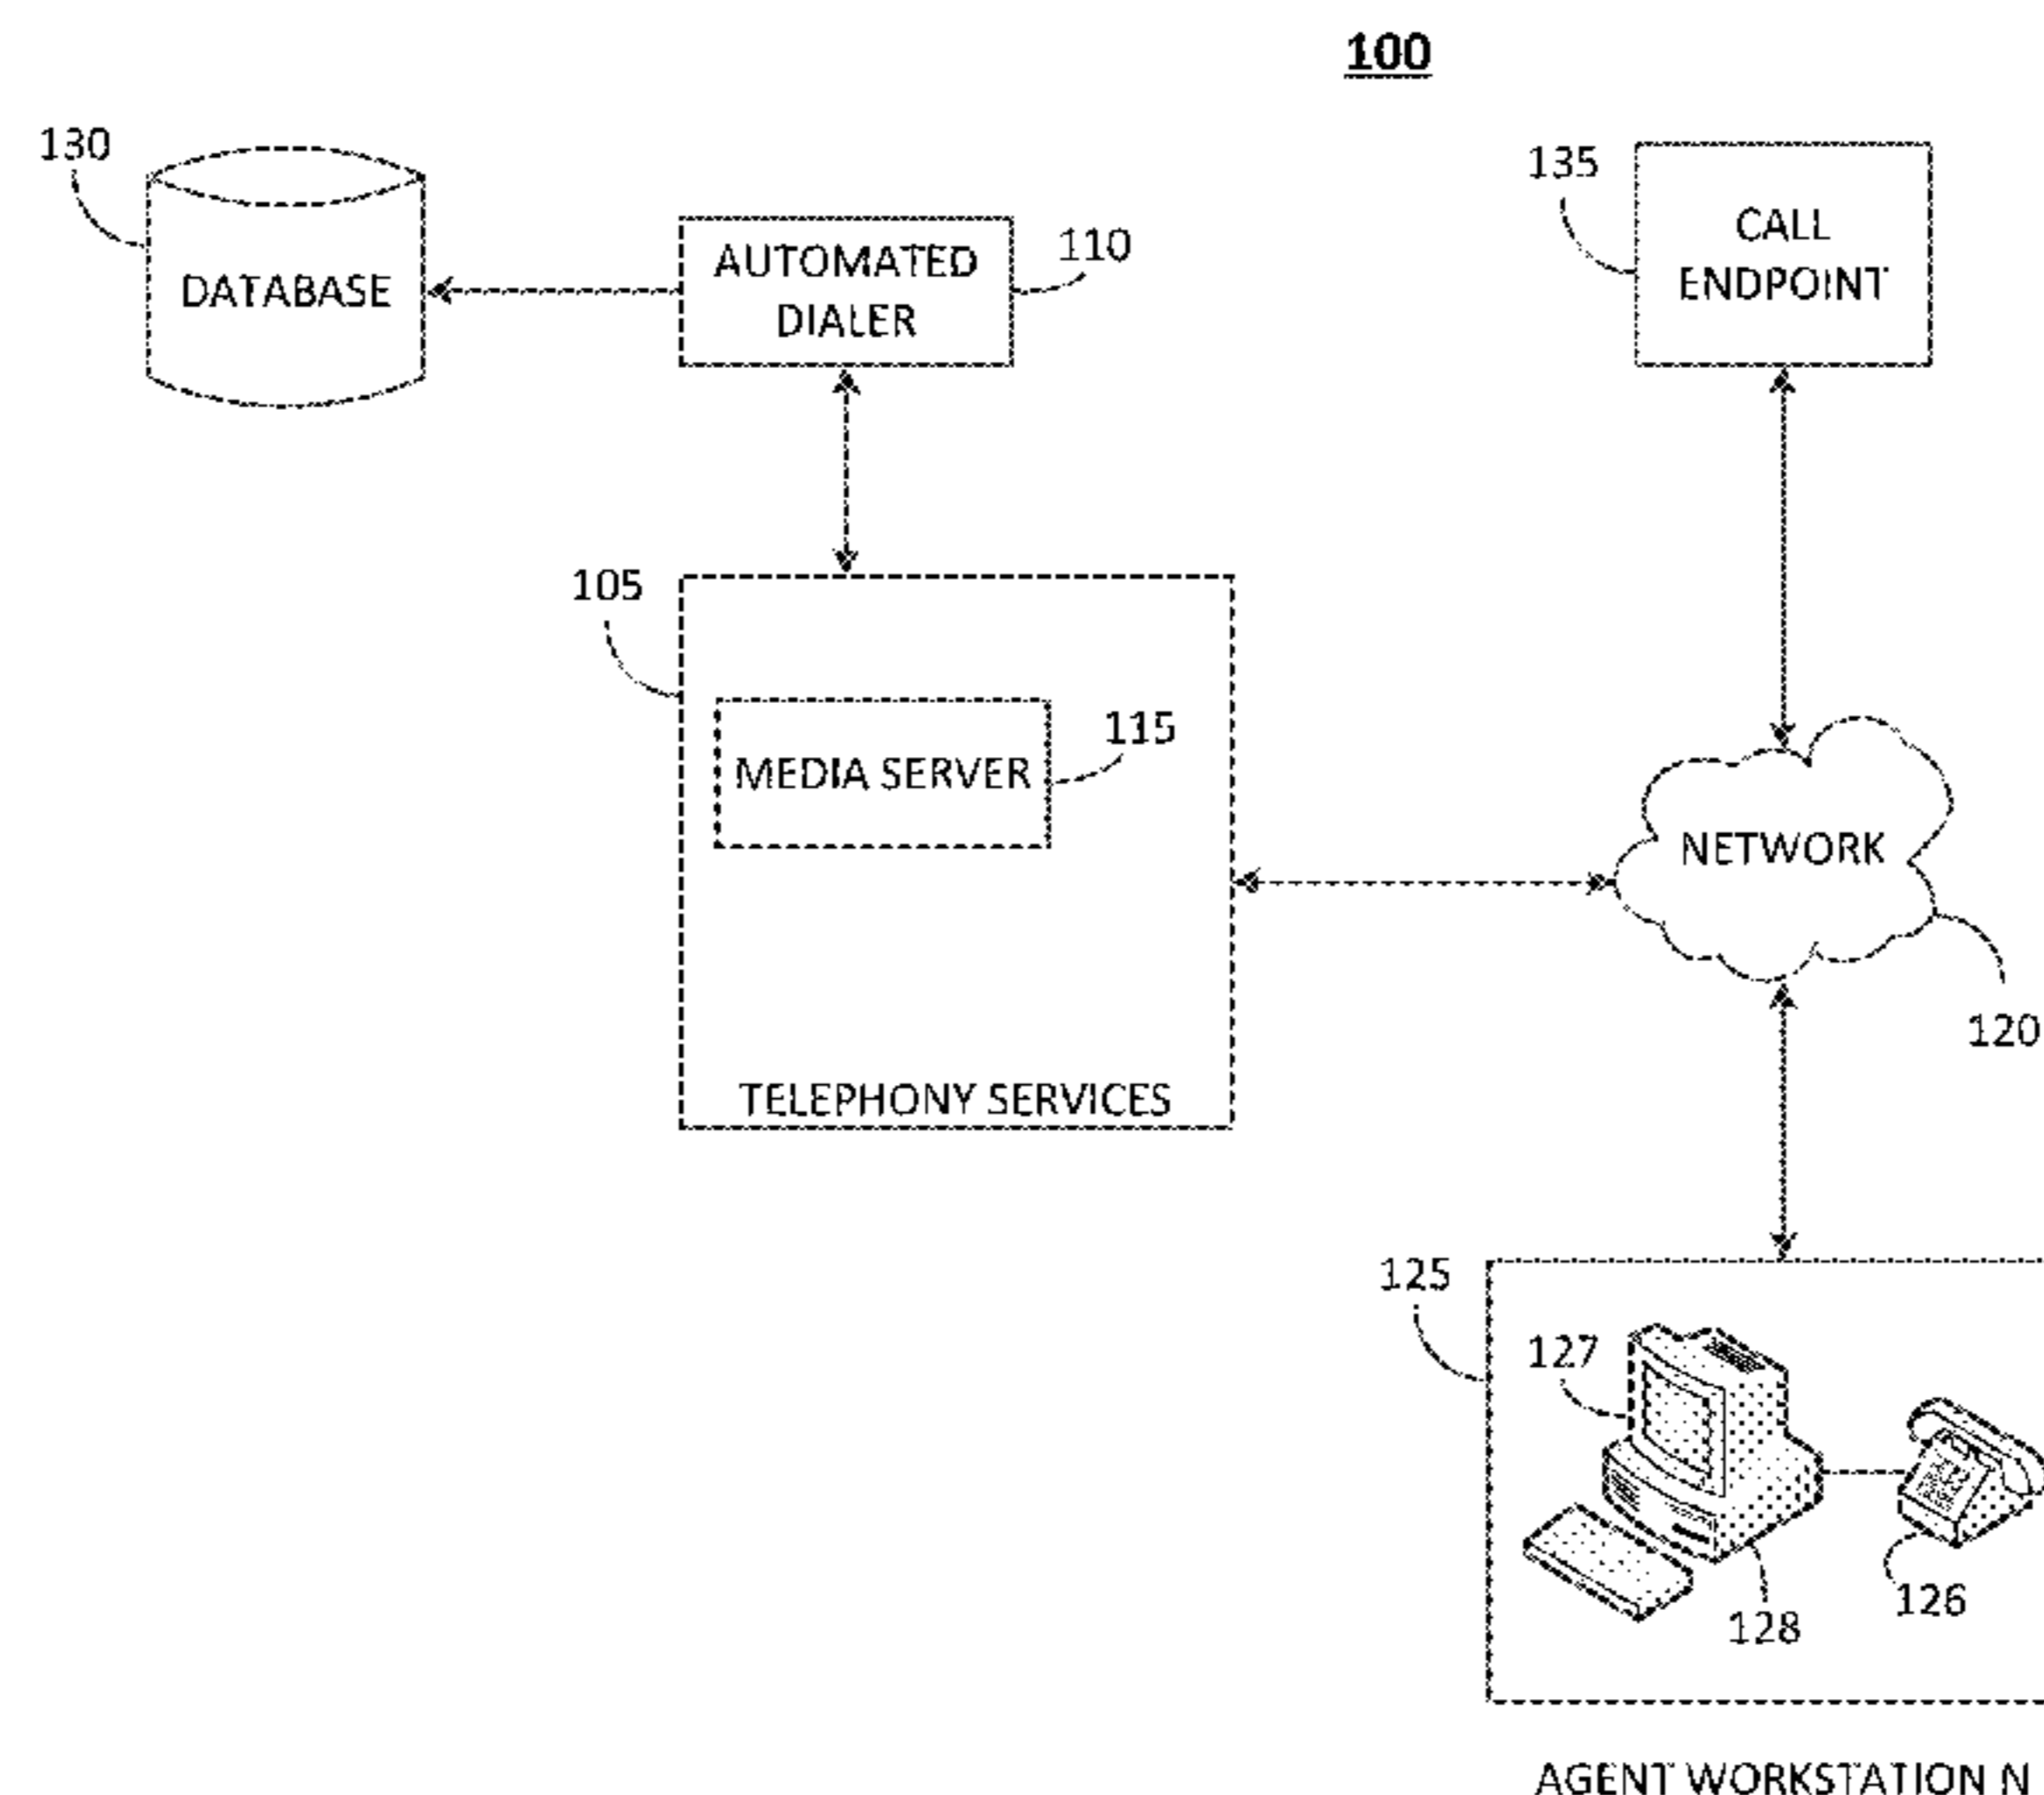 100
130
DATABASE
AUTOMATED
DIALER
110
135
CALL
ENDPOINT
105
MEDIA SERVER
115
TELEPHONY SERVICES
NETWORK
120
125
127
128
126
AGENT WORKSTATION N